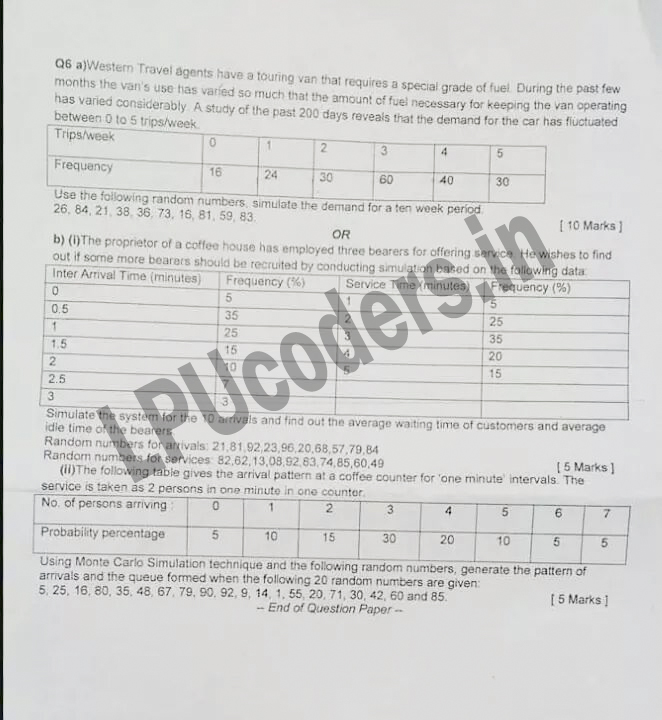 Q6 a)Western Travel agents have a touring van that requires a special grade of fuel. During the past few
months the van's use has varied so much that the amount of fuel necessary for keeping the van operating
has varied considerably. A study of the past 200 days reveals that the demand for the car has fluctuated
between 0 to 5 trips/week.
Trips/week 0 1 2 3 4 5
Frequency 16 24 30 60 40 30
Use the following random numbers, simulate the demand for a ten week period.
26, 84, 21, 38, 36, 73, 16, 81, 59, 83.
[ 10 Marks ]
OR
b) (i)The proprietor of a coffee house has employed three bearers for offering service. He wishes to find
out if some more bearers should be recruited by conducting simulation based on the following data:
Inter Arrival Time (minutes) Frequency (%) Service Time (minutes) Frequency (%)
0 5 1 5
0.5 35 2 25
1 25 3 35
1.5 15 4 20
2 10 5 15
2.5 7
3 3
Simulate the system for the 10 arrivals and find out the average waiting time of customers and average
idle time of the bearers
Random numbers for arrivals: 21,81,92,23,96,20,68,57,79,84
Random numbers for services: 82,62,13,08,92,83,74,85,60,49
[ 5 Marks ]
(ii)The following table gives the arrival pattern at a coffee counter for 'one minute' intervals. The
service is taken as 2 persons in one minute in one counter.
No. of persons arriving : 0 1 2 3 4 5 6 7
Probability percentage 5 10 15 30 20 10 5 5
Using Monte Carlo Simulation technique and the following random numbers, generate the pattern of
arrivals and the queue formed when the following 20 random numbers are given:
5, 25, 16, 80, 35, 48, 67, 79, 90, 92, 9, 14, 1, 55, 20, 71, 30, 42, 60 and 85.
[ 5 Marks ]
-- End of Question Paper --
LPUcoders.in